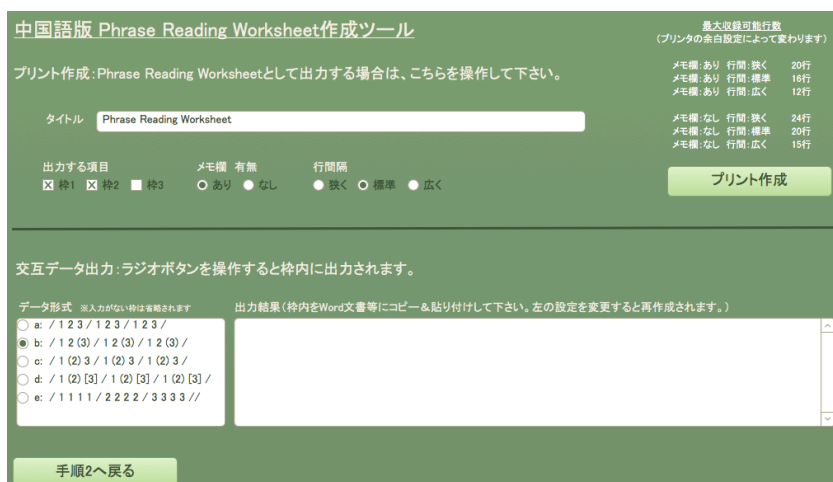 中国語版 Phrase Reading Worksheet作成ツール
最大収録可能行数
(プリンタの余白設定によって変わります)
プリント作成:Phrase Reading Worksheetとして出力する場合は、こちらを操作して下さい。
メモ欄:あり 行間:狭く 20行
メモ欄:あり 行間:標準 16行
メモ欄:あり 行間:広く 12行
メモ欄:なし 行間:狭く 24行
メモ欄:なし 行間:標準 20行
メモ欄:なし 行間:広く 15行
タイトル Phrase Reading Worksheet
出力する項目 メモ欄 有無 行間隔
枠1 枠2 枠3 あり なし 狭く 標準 広く
プリント作成
交互データ出力:ラジオボタンを操作すると枠内に出力されます。
データ形式 ※入力がない枠は省略されます
出力結果(枠内をWord文書等にコピー&貼り付けして下さい。左の設定を変更すると再作成されます。)
a: / 1 2 3 / 1 2 3 / 1 2 3 /
b: / 1 2 (3) / 1 2 (3) / 1 2 (3) /
c: / 1 (2) 3 / 1 (2) 3 / 1 (2) 3 /
d: / 1 (2) [3] / 1 (2) [3] / 1 (2) [3] /
e: / 1 1 1 1 / 2 2 2 2 / 3 3 3 3 //
手順2へ戻る